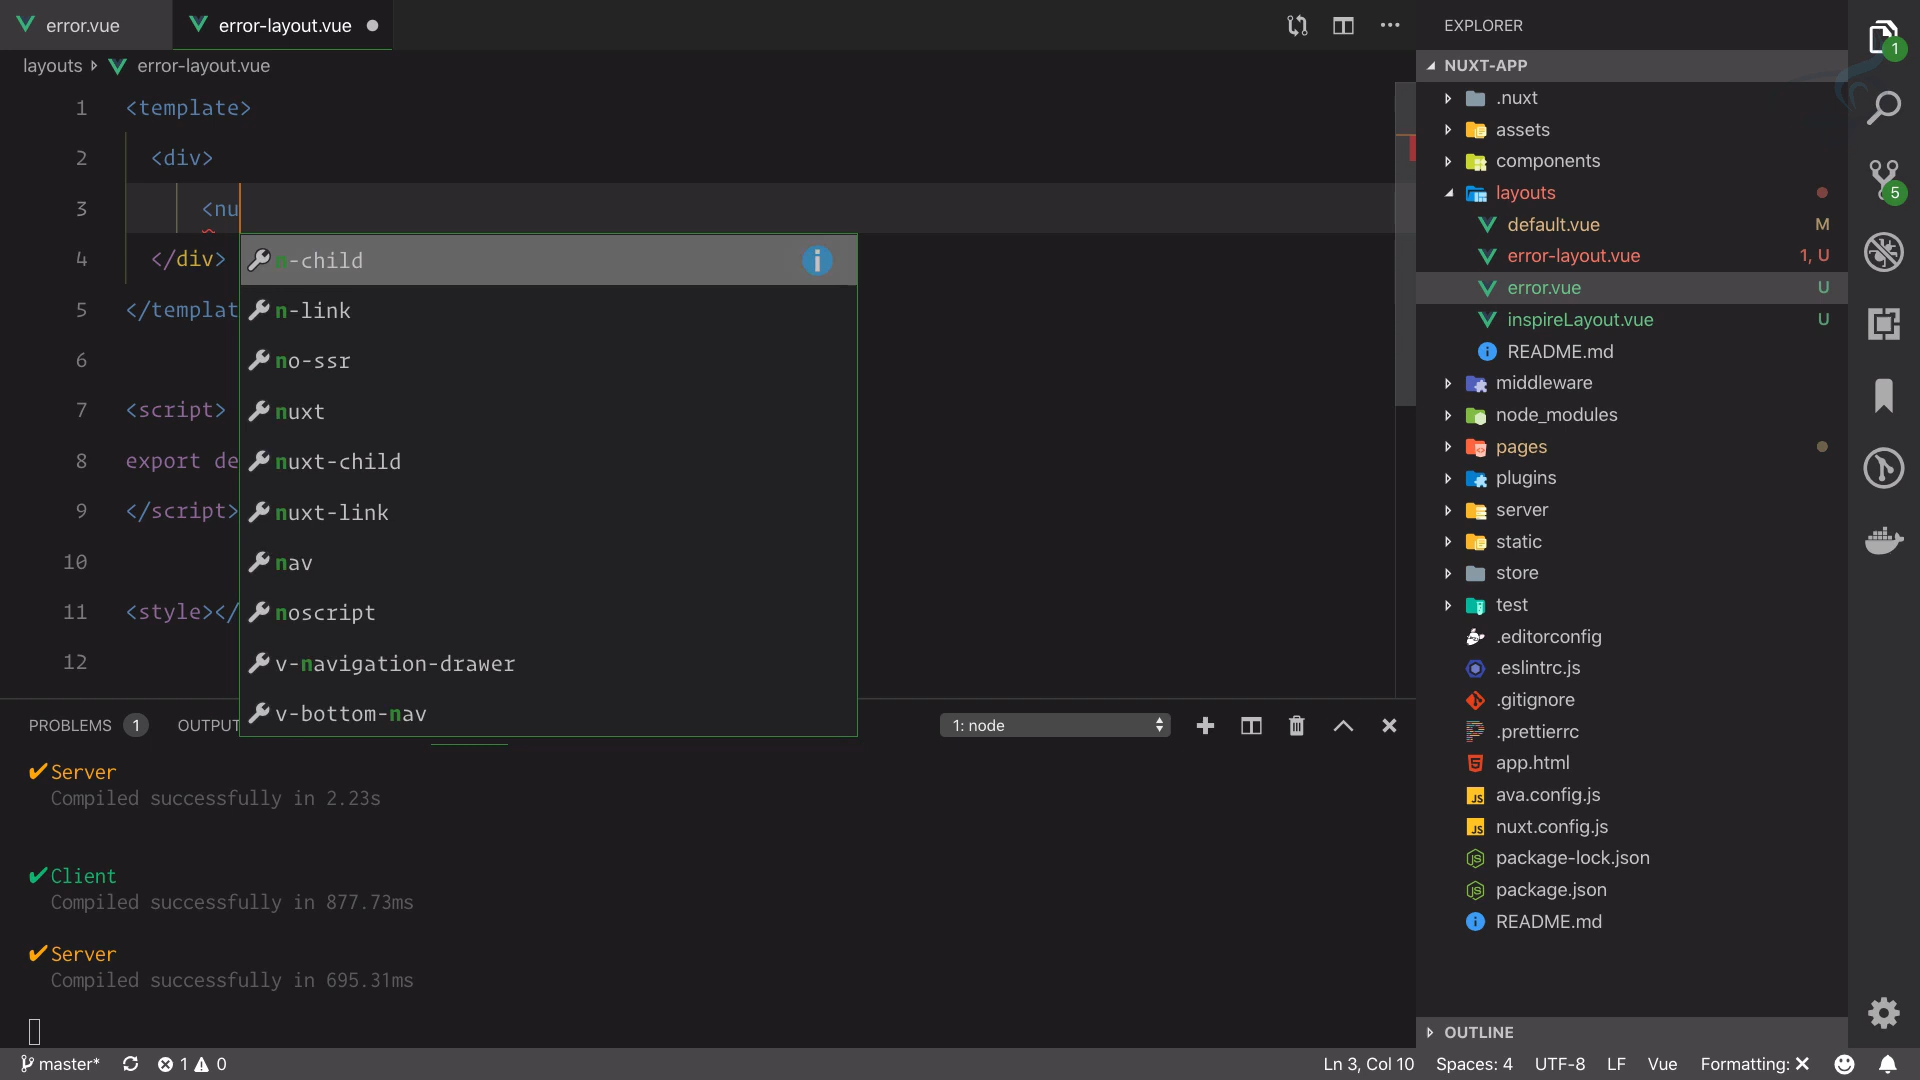 error.vue
error-layout.vue
layouts error-layout.vue
1 <template>
2 <div>
3 <nu
4 </div>
5 </templat
6
7 <script>
8 export de
9 </script>
10
11 <style></
12
n-child
n-link
no-ssr
nuxt
nuxt-child
nuxt-link
nav
noscript
v-navigation-drawer
v-bottom-nav
PROBLEMS 1 OUTPUT
1: node
✔Server
Compiled successfully in 2.23s
✔Client
Compiled successfully in 877.73ms
✔Server
Compiled successfully in 695.31ms
EXPLORER
NUXT-APP
.nuxt
assets
components
layouts
default.vue M
error-layout.vue 1, U
error.vue U
inspireLayout.vue U
README.md
middleware
node_modules
pages
plugins
server
static
store
test
.editorconfig
.eslintrc.js
.gitignore
.prettierrc
app.html
JS ava.config.js
JS nuxt.config.js
JS package-lock.json
JS package.json
README.md
OUTLINE
1
5
master* 1 0
Ln 3, Col 10 Spaces: 4 UTF-8 LF Vue Formatting: ✕